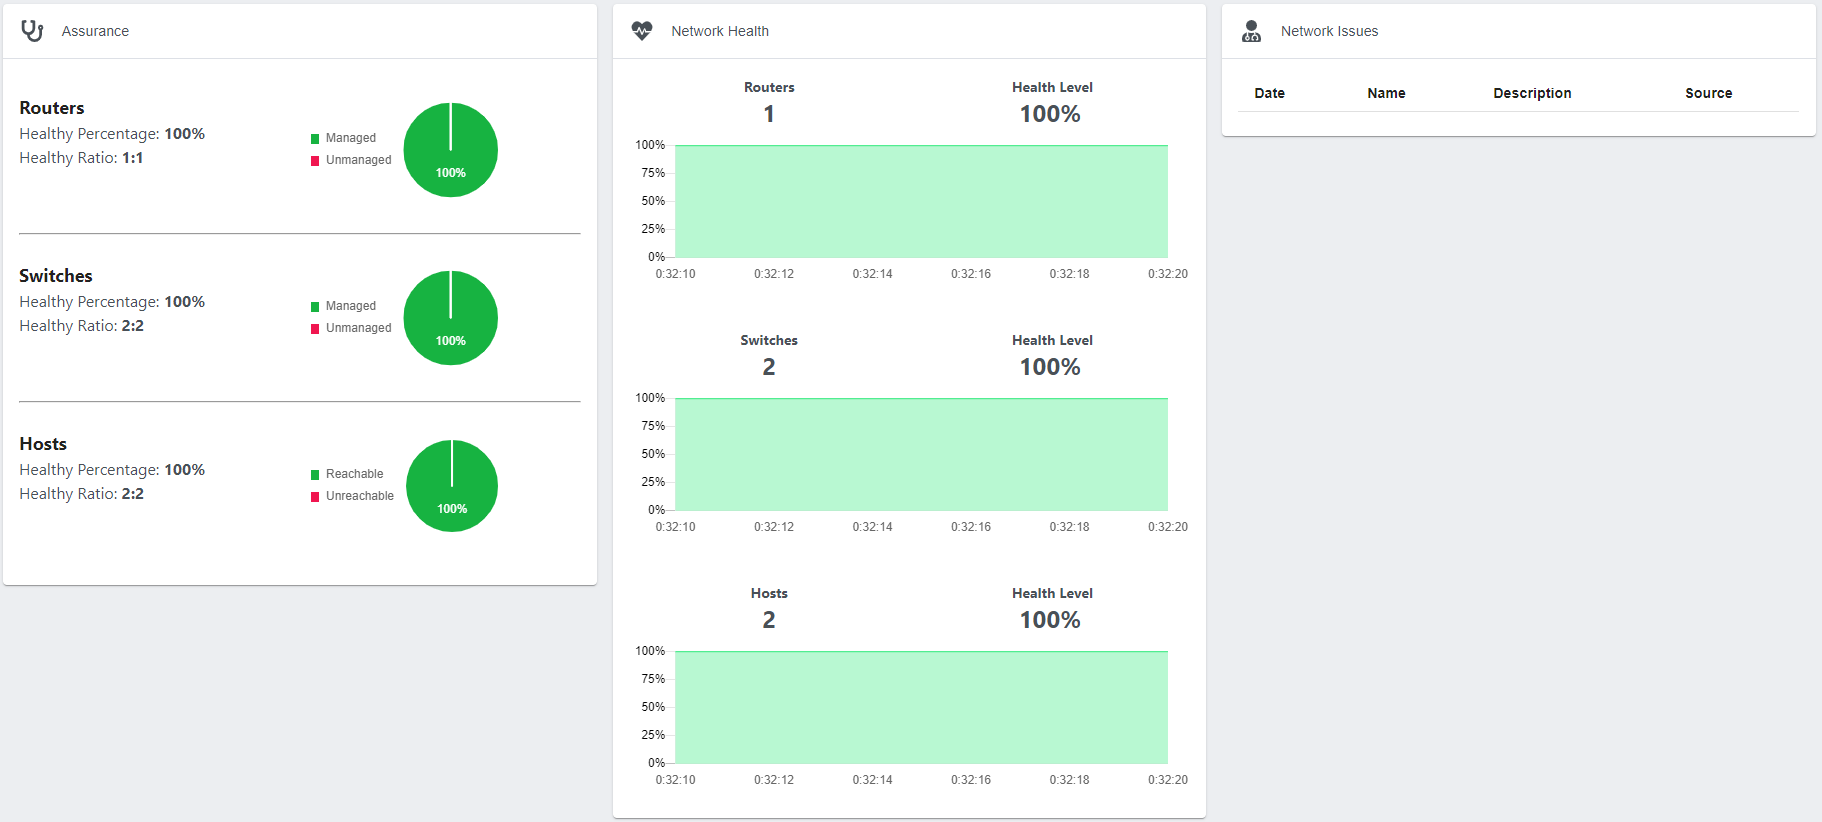 Assurance
Routers
Healthy Percentage: 100%
Healthy Ratio: 1:1
Managed
Unmanaged
100%
Switches
Healthy Percentage: 100%
Healthy Ratio: 2:2
Managed
Unmanaged
100%
Hosts
Healthy Percentage: 100%
Healthy Ratio: 2:2
Reachable
Unreachable
100%
Network Health
Routers Health Level
1 100%
100%
75%
50%
25%
0%
0:32:10 0:32:12 0:32:14 0:32:16 0:32:18 0:32:20
Switches Health Level
2 100%
100%
75%
50%
25%
0%
0:32:10 0:32:12 0:32:14 0:32:16 0:32:18 0:32:20
Hosts Health Level
2 100%
100%
75%
50%
25%
0%
0:32:10 0:32:12 0:32:14 0:32:16 0:32:18 0:32:20
Network Issues
Date Name Description Source